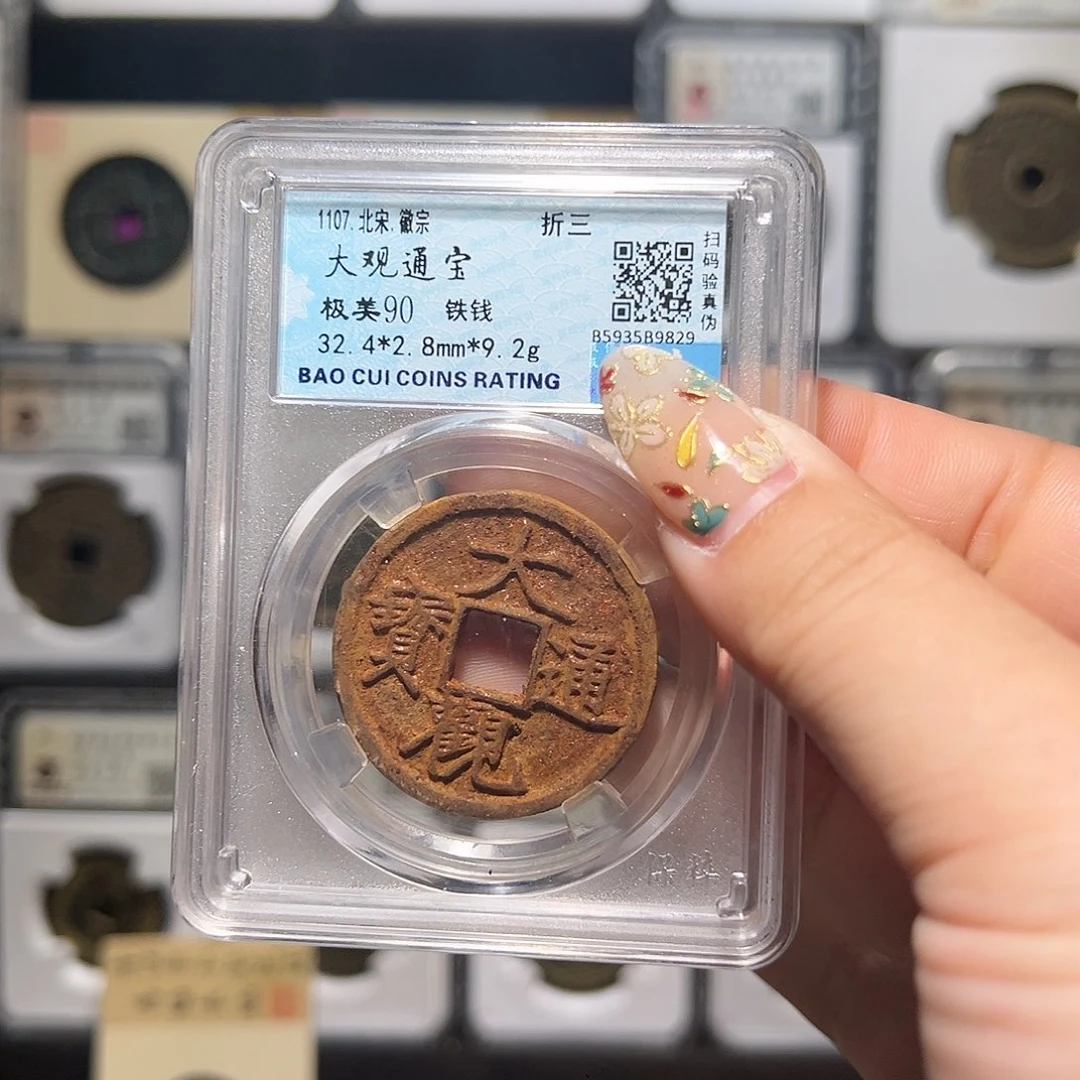 1107.北宋.徽宗 折三
大观通宝
极美90 铁钱
32.4*2.8mm*9.2g
BAO CUI COINS RATING
扫码验真伪
B5935B9829
大觀通寶